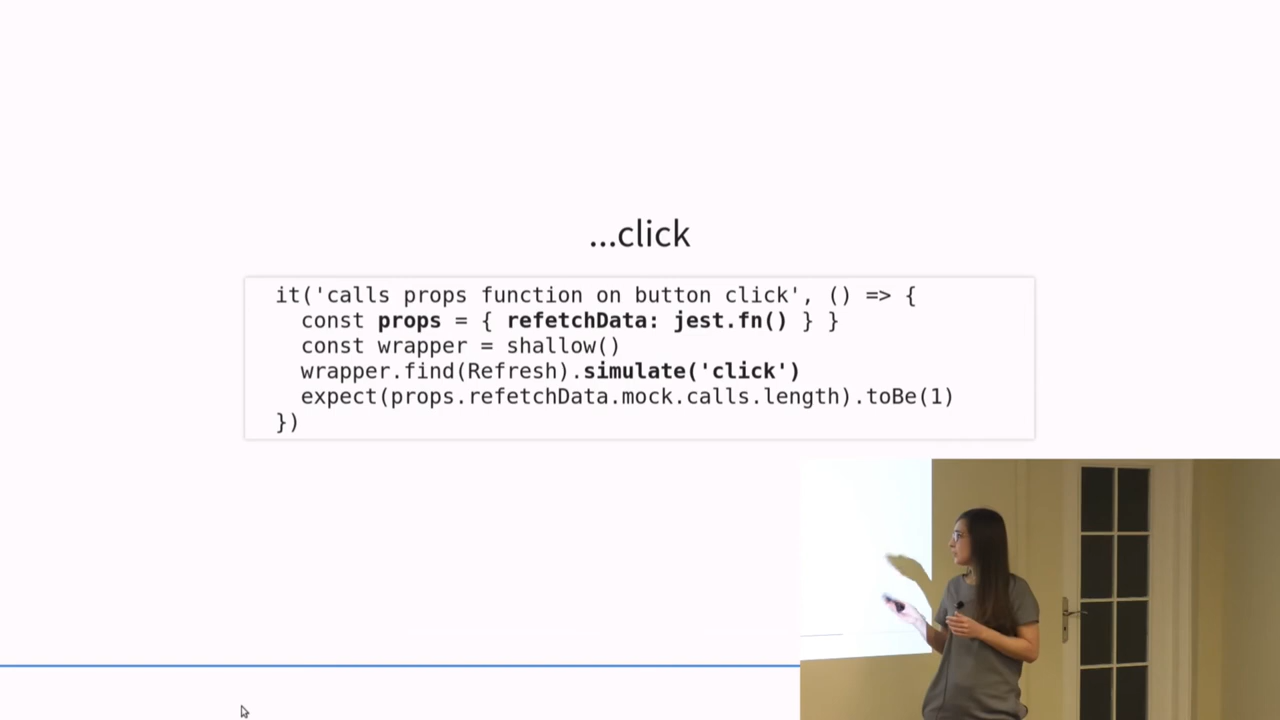 ...click
it('calls props function on button click', () => {
const props = { refetchData: jest.fn() } }
const wrapper = shallow()
wrapper.find(Refresh).simulate('click')
expect(props.refetchData.mock.calls.length).toBe(1)
})